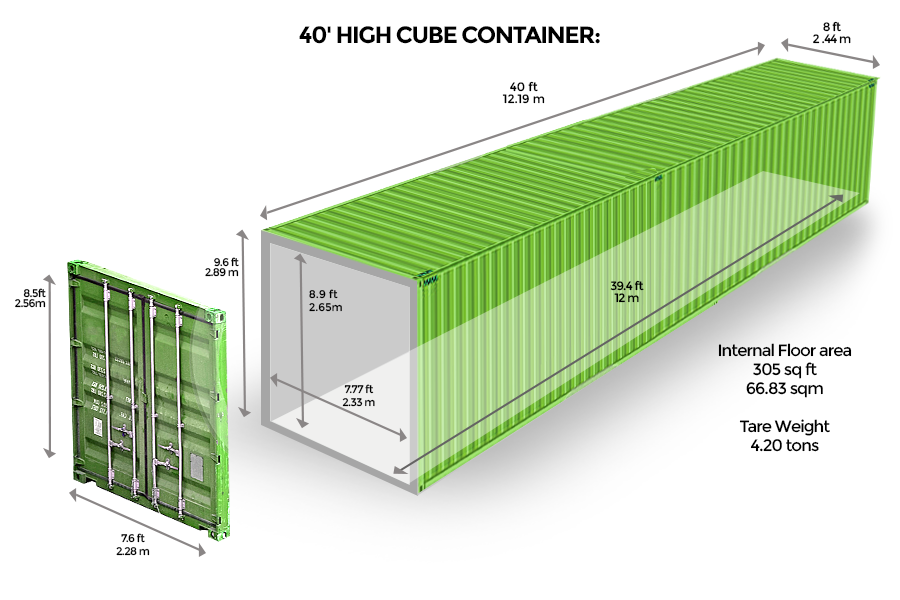 40' HIGH CUBE CONTAINER:
8 ft
2 .44 m
40 ft
12.19 m
9.6 ft
2.89 m
8.5ft
2.56m
8.9 ft
2.65m
39.4 ft
12 m
7.77 ft
2.33 m
Internal Floor area
305 sq ft
66.83 sqm
Tare Weight
4.20 tons
7.6 ft
2.28 m